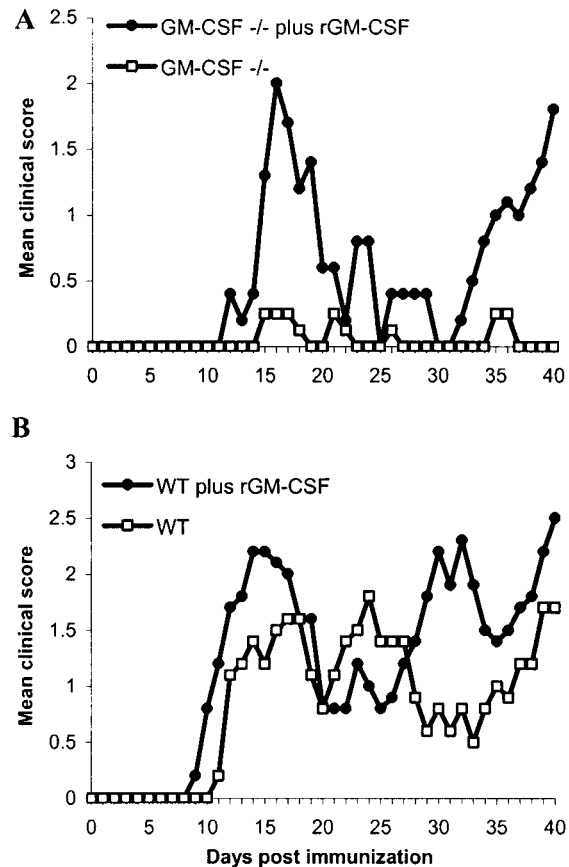 A
GM-CSF -/- plus rGM-CSF
GM-CSF -/-
Mean clinical score
2.5
2
1.5
1
0.5
0
0 5 10 15 20 25 30 35 40
B
WT plus rGM-CSF
WT
Mean clinical score
3
2.5
2
1.5
1
0.5
0
0 5 10 15 20 25 30 35 40
Days post immunization